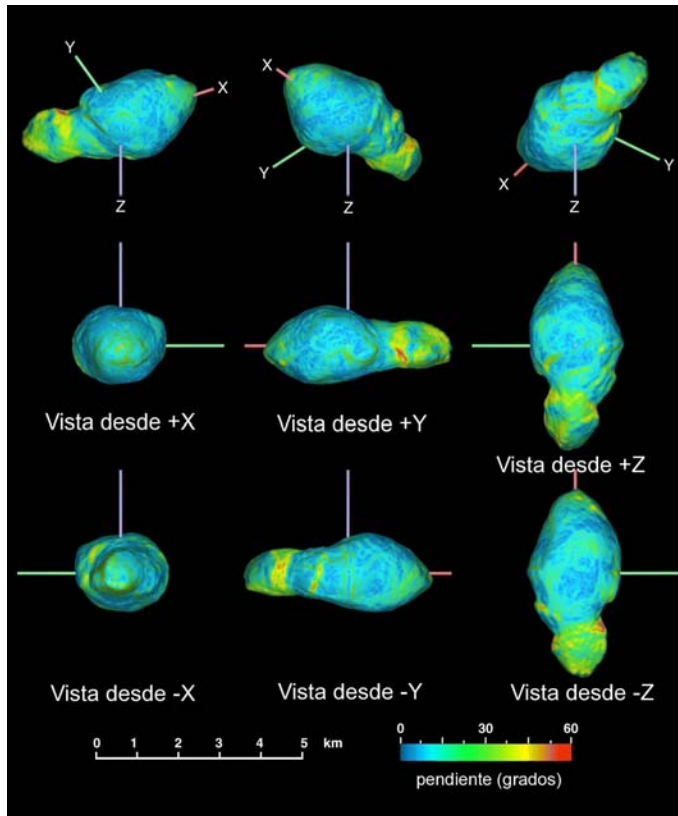 Y X Z
X Y Z
X Z Y
Vista desde +X
Vista desde +Y
Vista desde +Z
Vista desde -X
Vista desde -Y
Vista desde -Z
0 1 2 3 4 5 km
0 30 60
pendiente (grados)